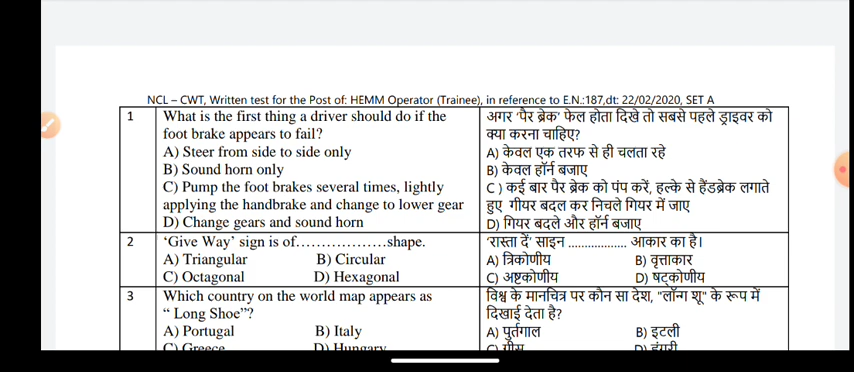 NCL – CWT, Written test for the Post of: HEMM Operator (Trainee), in reference to E.N.:187,dt: 22/02/2020, SET A
1
What is the first thing a driver should do if the
foot brake appears to fail?
A) Steer from side to side only
B) Sound horn only
C) Pump the foot brakes several times, lightly
applying the handbrake and change to lower gear
D) Change gears and sound horn
अगर 'पैर ब्रेक' फेल होता दिखे तो सबसे पहले ड्राइवर को
क्या करना चाहिए?
A) केवल एक तरफ से ही चलता रहे
B) केवल हॉर्न बजाए
C ) कई बार पैर ब्रेक को पंप करें, हल्के से हैंडब्रेक लगाते
हुए गीयर बदल कर निचले गियर में जाए
D) गियर बदले और हॉर्न बजाए
2
‘Give Way’ sign is of………………shape.
A) Triangular B) Circular
C) Octagonal D) Hexagonal
'रास्ता दें' साइन .................. आकार का है।
A) त्रिकोणीय B) वृत्ताकार
C) अष्टकोणीय D) षट्कोणीय
3
Which country on the world map appears as
“ Long Shoe”?
A) Portugal B) Italy
C) Greece D) Hungary
विश्व के मानचित्र पर कौन सा देश, "लॉन्ग शू" के रूप में
दिखाई देता है?
A) पुर्तगाल B) इटली
C) ग्रीस D) हंगरी